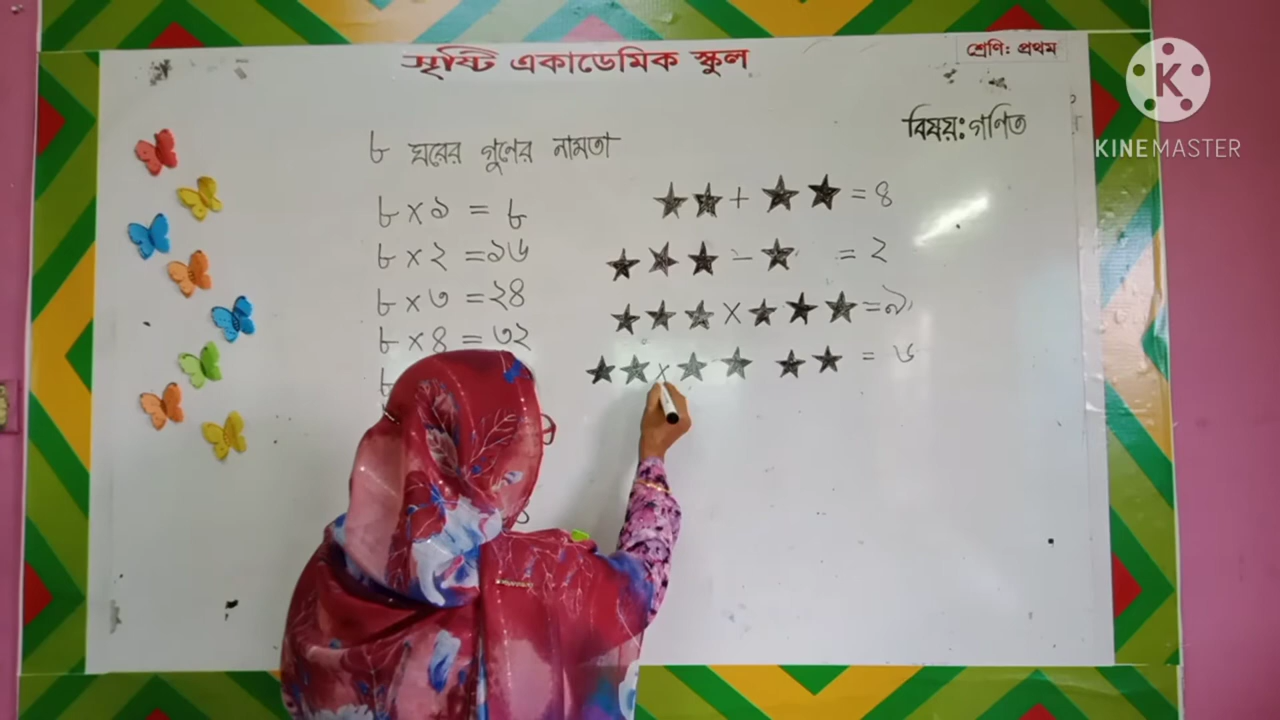 সৃষ্টি একাডেমিক স্কুল
শ্রেণি: প্রথম
বিষয়: গণিত
৮ ঘরের গুণের নামতা
৮ × ১ = ৮
৮ × ২ = ১৬
৮ × ৩ = ২৪
৮ × ৪ = ৩২
৮
★★ + ★★ = ৪
★★★ – ★ = ২
★★★ × ★★★ = ৯
★★ × ★★ ★★ = ৬
KINEMASTER